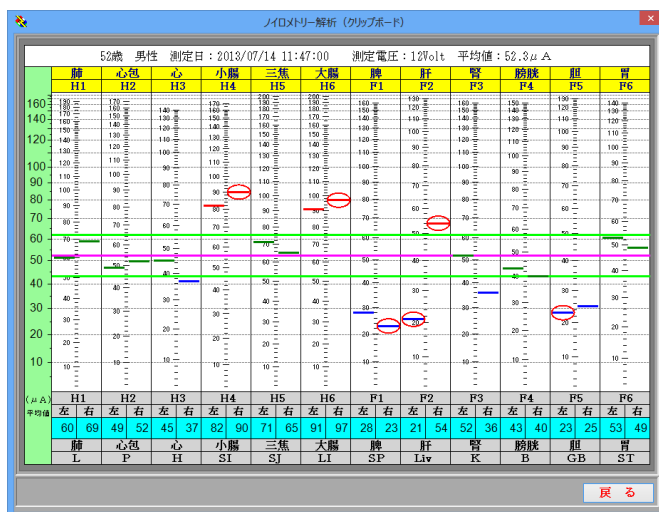 ノイロメトリー解析（クリップボード）
52歳 男性 測定日：2013/07/14 11:47:00 測定電圧：12Volt 平均値：52.3μA
肺 心包 心 小腸 三焦 大腸 脾 肝 腎 膀胱 胆 胃
H1 H2 H3 H4 H5 H6 F1 F2 F3 F4 F5 F6
160
140
120
100
90
80
70
60
50
40
30
20
10
(μA) H1 H2 H3 H4 H5 H6 F1 F2 F3 F4 F5 F6
平均値 左 右 左 右 左 右 左 右 左 右 左 右 左 右 左 右 左 右 左 右 左 右 左 右
60 69 49 52 45 37 82 90 71 65 91 97 28 23 21 54 52 36 43 40 23 25 53 49
肺 心包 心 小腸 三焦 大腸 脾 肝 腎 膀胱 胆 胃
L P H SI SJ LI SP Liv K B GB ST
戻 る